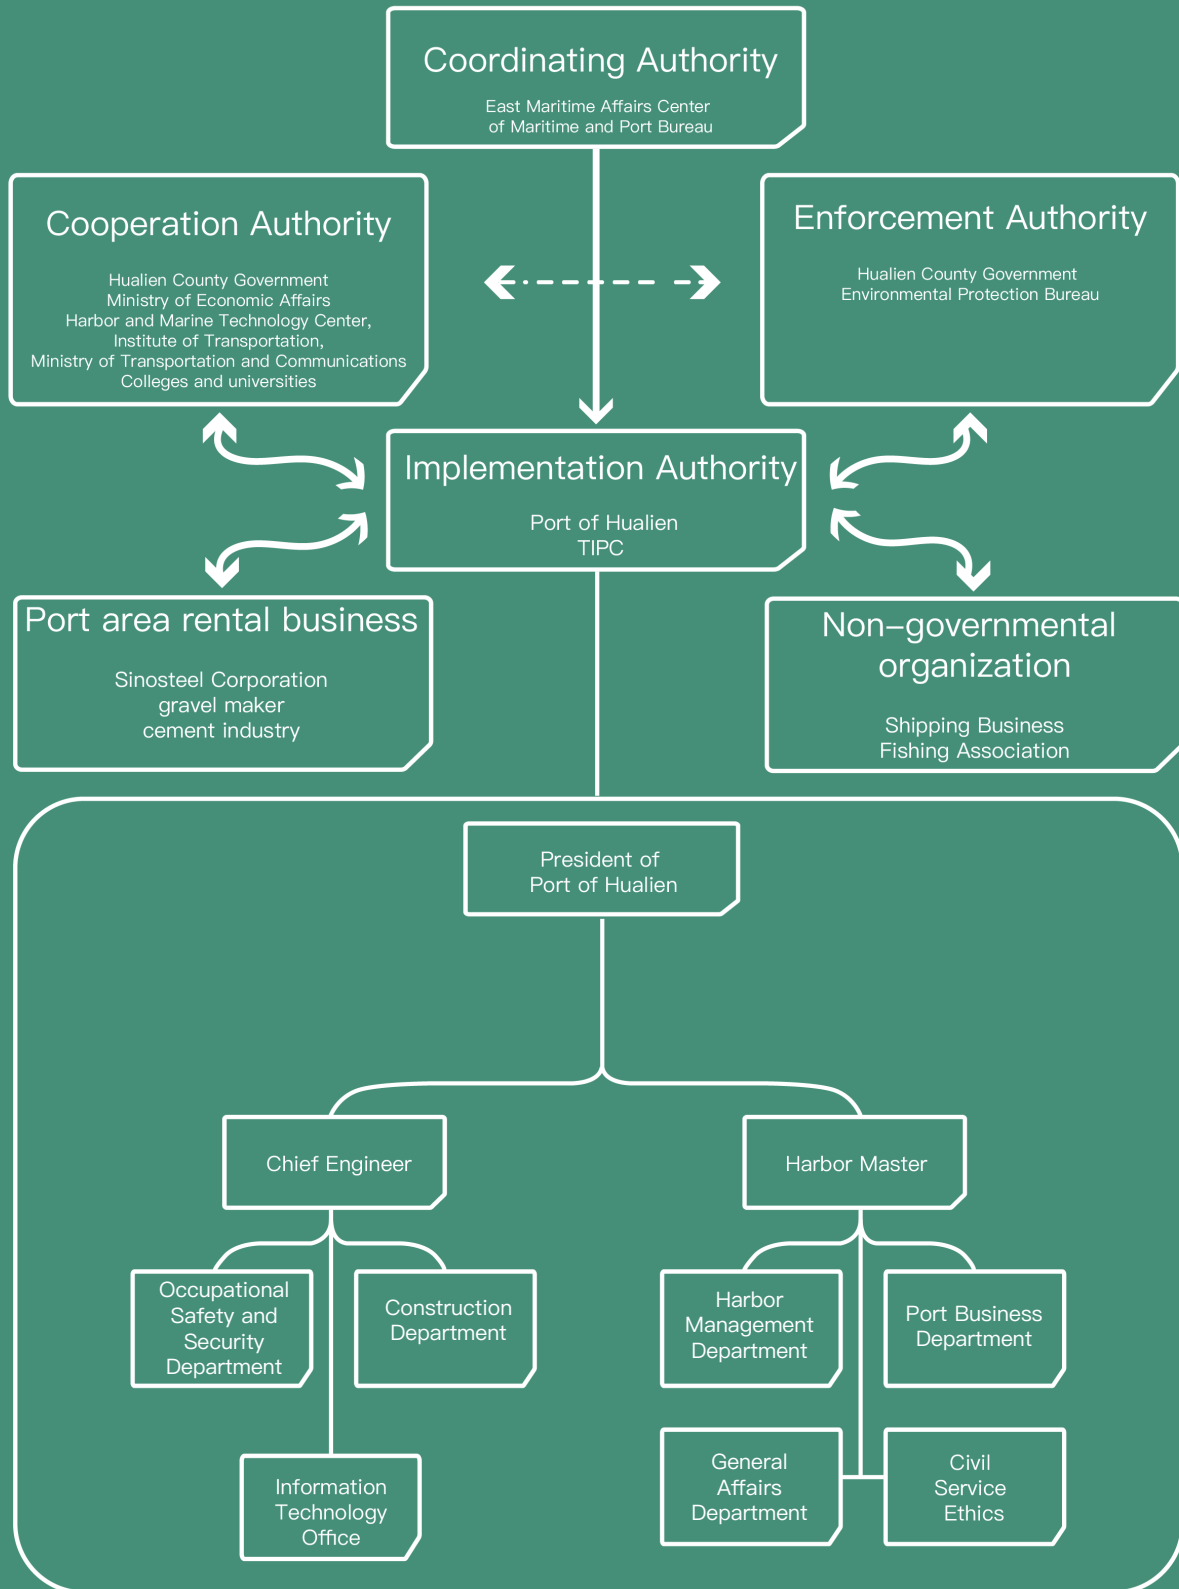 Coordinating Authority
East Maritime Affairs Center
of Maritime and Port Bureau
Cooperation Authority
Hualien County Government
Ministry of Economic Affairs
Harbor and Marine Technology Center,
Institute of Transportation,
Ministry of Transportation and Communications
Colleges and universities
Enforcement Authority
Hualien County Government
Environmental Protection Bureau
Implementation Authority
Port of Hualien
TIPC
Port area rental business
Sinosteel Corporation
gravel maker
cement industry
Non-governmental
organization
Shipping Business
Fishing Association
President of
Port of Hualien
Chief Engineer
Harbor Master
Occupational
Safety and
Security
Department
Construction
Department
Harbor
Management
Department
Port Business
Department
Information
Technology
Office
General
Affairs
Department
Civil
Service
Ethics